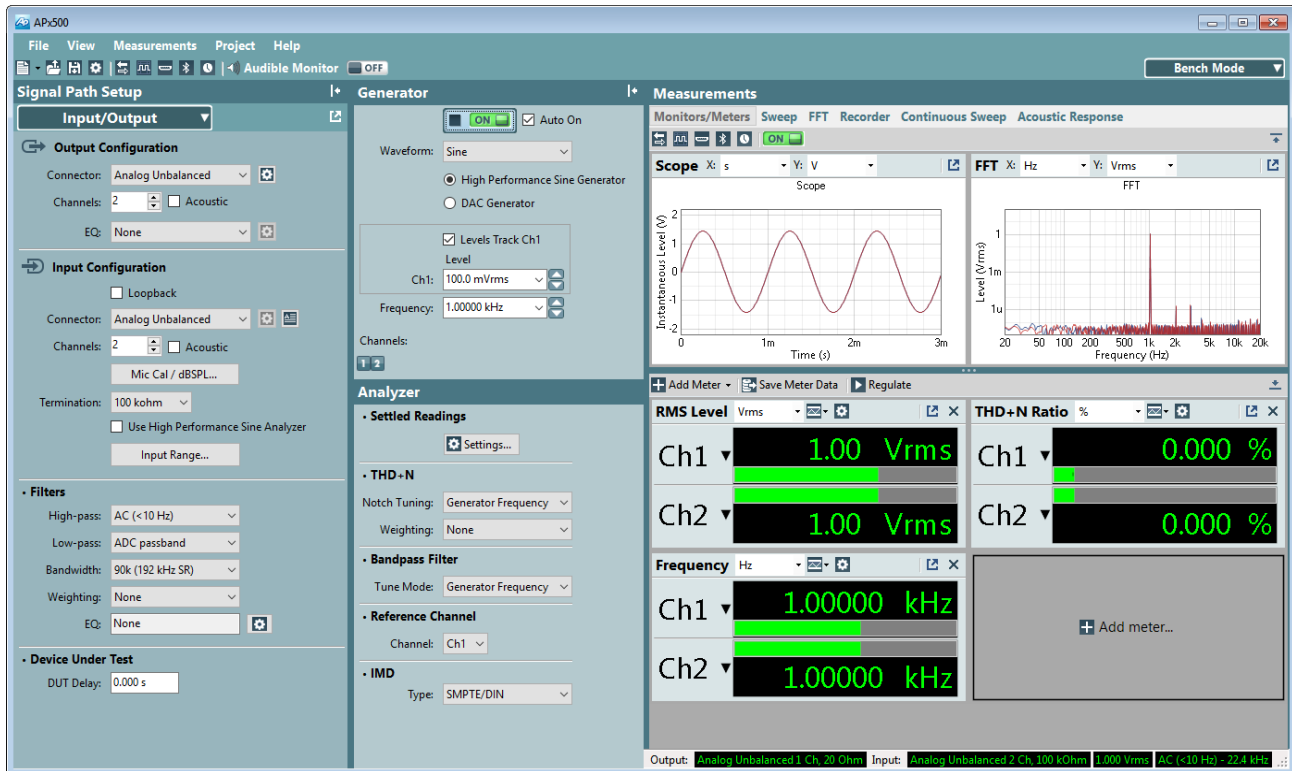 APx500
File View Measurements Project Help
Audible Monitor OFF
Bench Mode
Signal Path Setup
Input/Output
Output Configuration
Connector: Analog Unbalanced
Channels: 2 Acoustic
EQ: None
Input Configuration
Loopback
Connector: Analog Unbalanced
Channels: 2 Acoustic
Mic Cal / dBSPL...
Termination: 100 kohm
Use High Performance Sine Analyzer
Input Range...
Filters
High-pass: AC (<10 Hz)
Low-pass: ADC passband
Bandwidth: 90k (192 kHz SR)
Weighting: None
EQ: None
Device Under Test
DUT Delay: 0.000 s
Generator
ON Auto On
Waveform: Sine
High Performance Sine Generator
DAC Generator
Levels Track Ch1
Level
Ch1: 100.0 mVrms
Frequency: 1.00000 kHz
Channels:
1 2
Analyzer
Settled Readings
Settings...
THD+N
Notch Tuning: Generator Frequency
Weighting: None
Bandpass Filter
Tune Mode: Generator Frequency
Reference Channel
Channel: Ch1
IMD
Type: SMPTE/DIN
Measurements
Monitors/Meters Sweep FFT Recorder Continuous Sweep Acoustic Response
ON
Scope X: s Y: V
Scope
Instantaneous Level (V)
2
1
0
-1
-2
0 1m 2m 3m
Time (s)
FFT X: Hz Y: Vrms
FFT
Level (Vrms)
1
1m
1u
20 50 100 200 500 1k 2k 5k 10k 20k
Frequency (Hz)
Add Meter Save Meter Data Regulate
RMS Level Vrms
Ch1 1.00 Vrms
Ch2 1.00 Vrms
THD+N Ratio %
Ch1 0.000 %
Ch2 0.000 %
Frequency Hz
Ch1 1.00000 kHz
Ch2 1.00000 kHz
Add meter...
Output: Analog Unbalanced 1 Ch, 20 Ohm Input: Analog Unbalanced 2 Ch, 100 kOhm 1.000 Vrms AC (<10 Hz) - 22.4 kHz